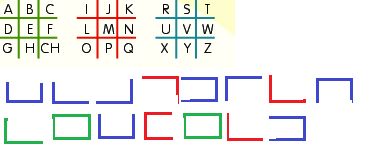 A B C I J K R S T
D E F L M N U V W
G H CH O P Q X Y Z